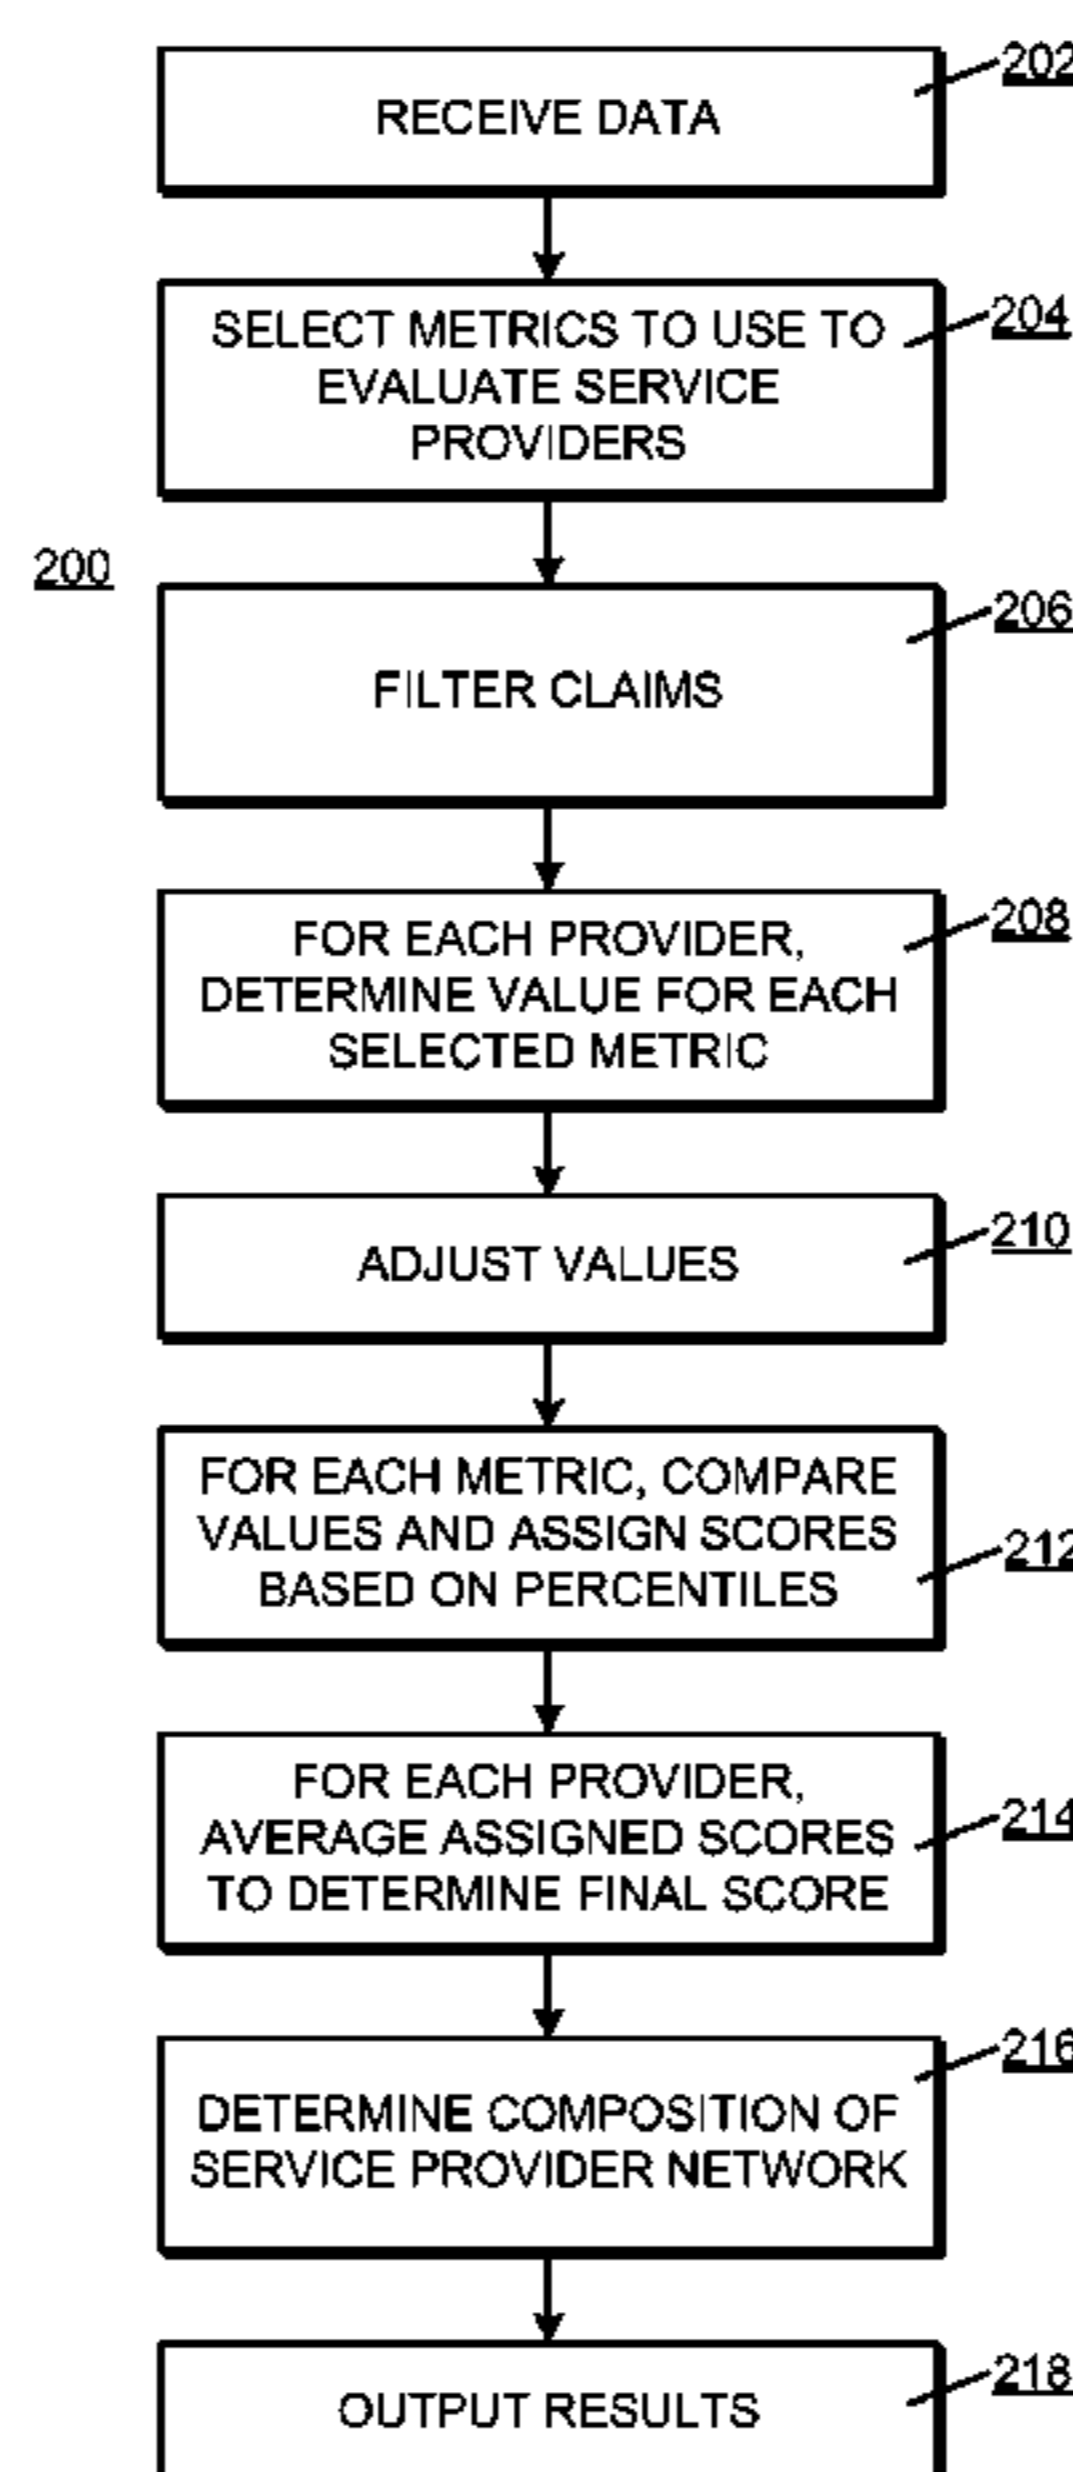 RECEIVE DATA
202
SELECT METRICS TO USE TO
EVALUATE SERVICE
PROVIDERS
204
200
FILTER CLAIMS
206
FOR EACH PROVIDER,
DETERMINE VALUE FOR EACH
SELECTED METRIC
208
ADJUST VALUES
210
FOR EACH METRIC, COMPARE
VALUES AND ASSIGN SCORES
BASED ON PERCENTILES
212
FOR EACH PROVIDER,
AVERAGE ASSIGNED SCORES
TO DETERMINE FINAL SCORE
214
DETERMINE COMPOSITION OF
SERVICE PROVIDER NETWORK
216
OUTPUT RESULTS
218